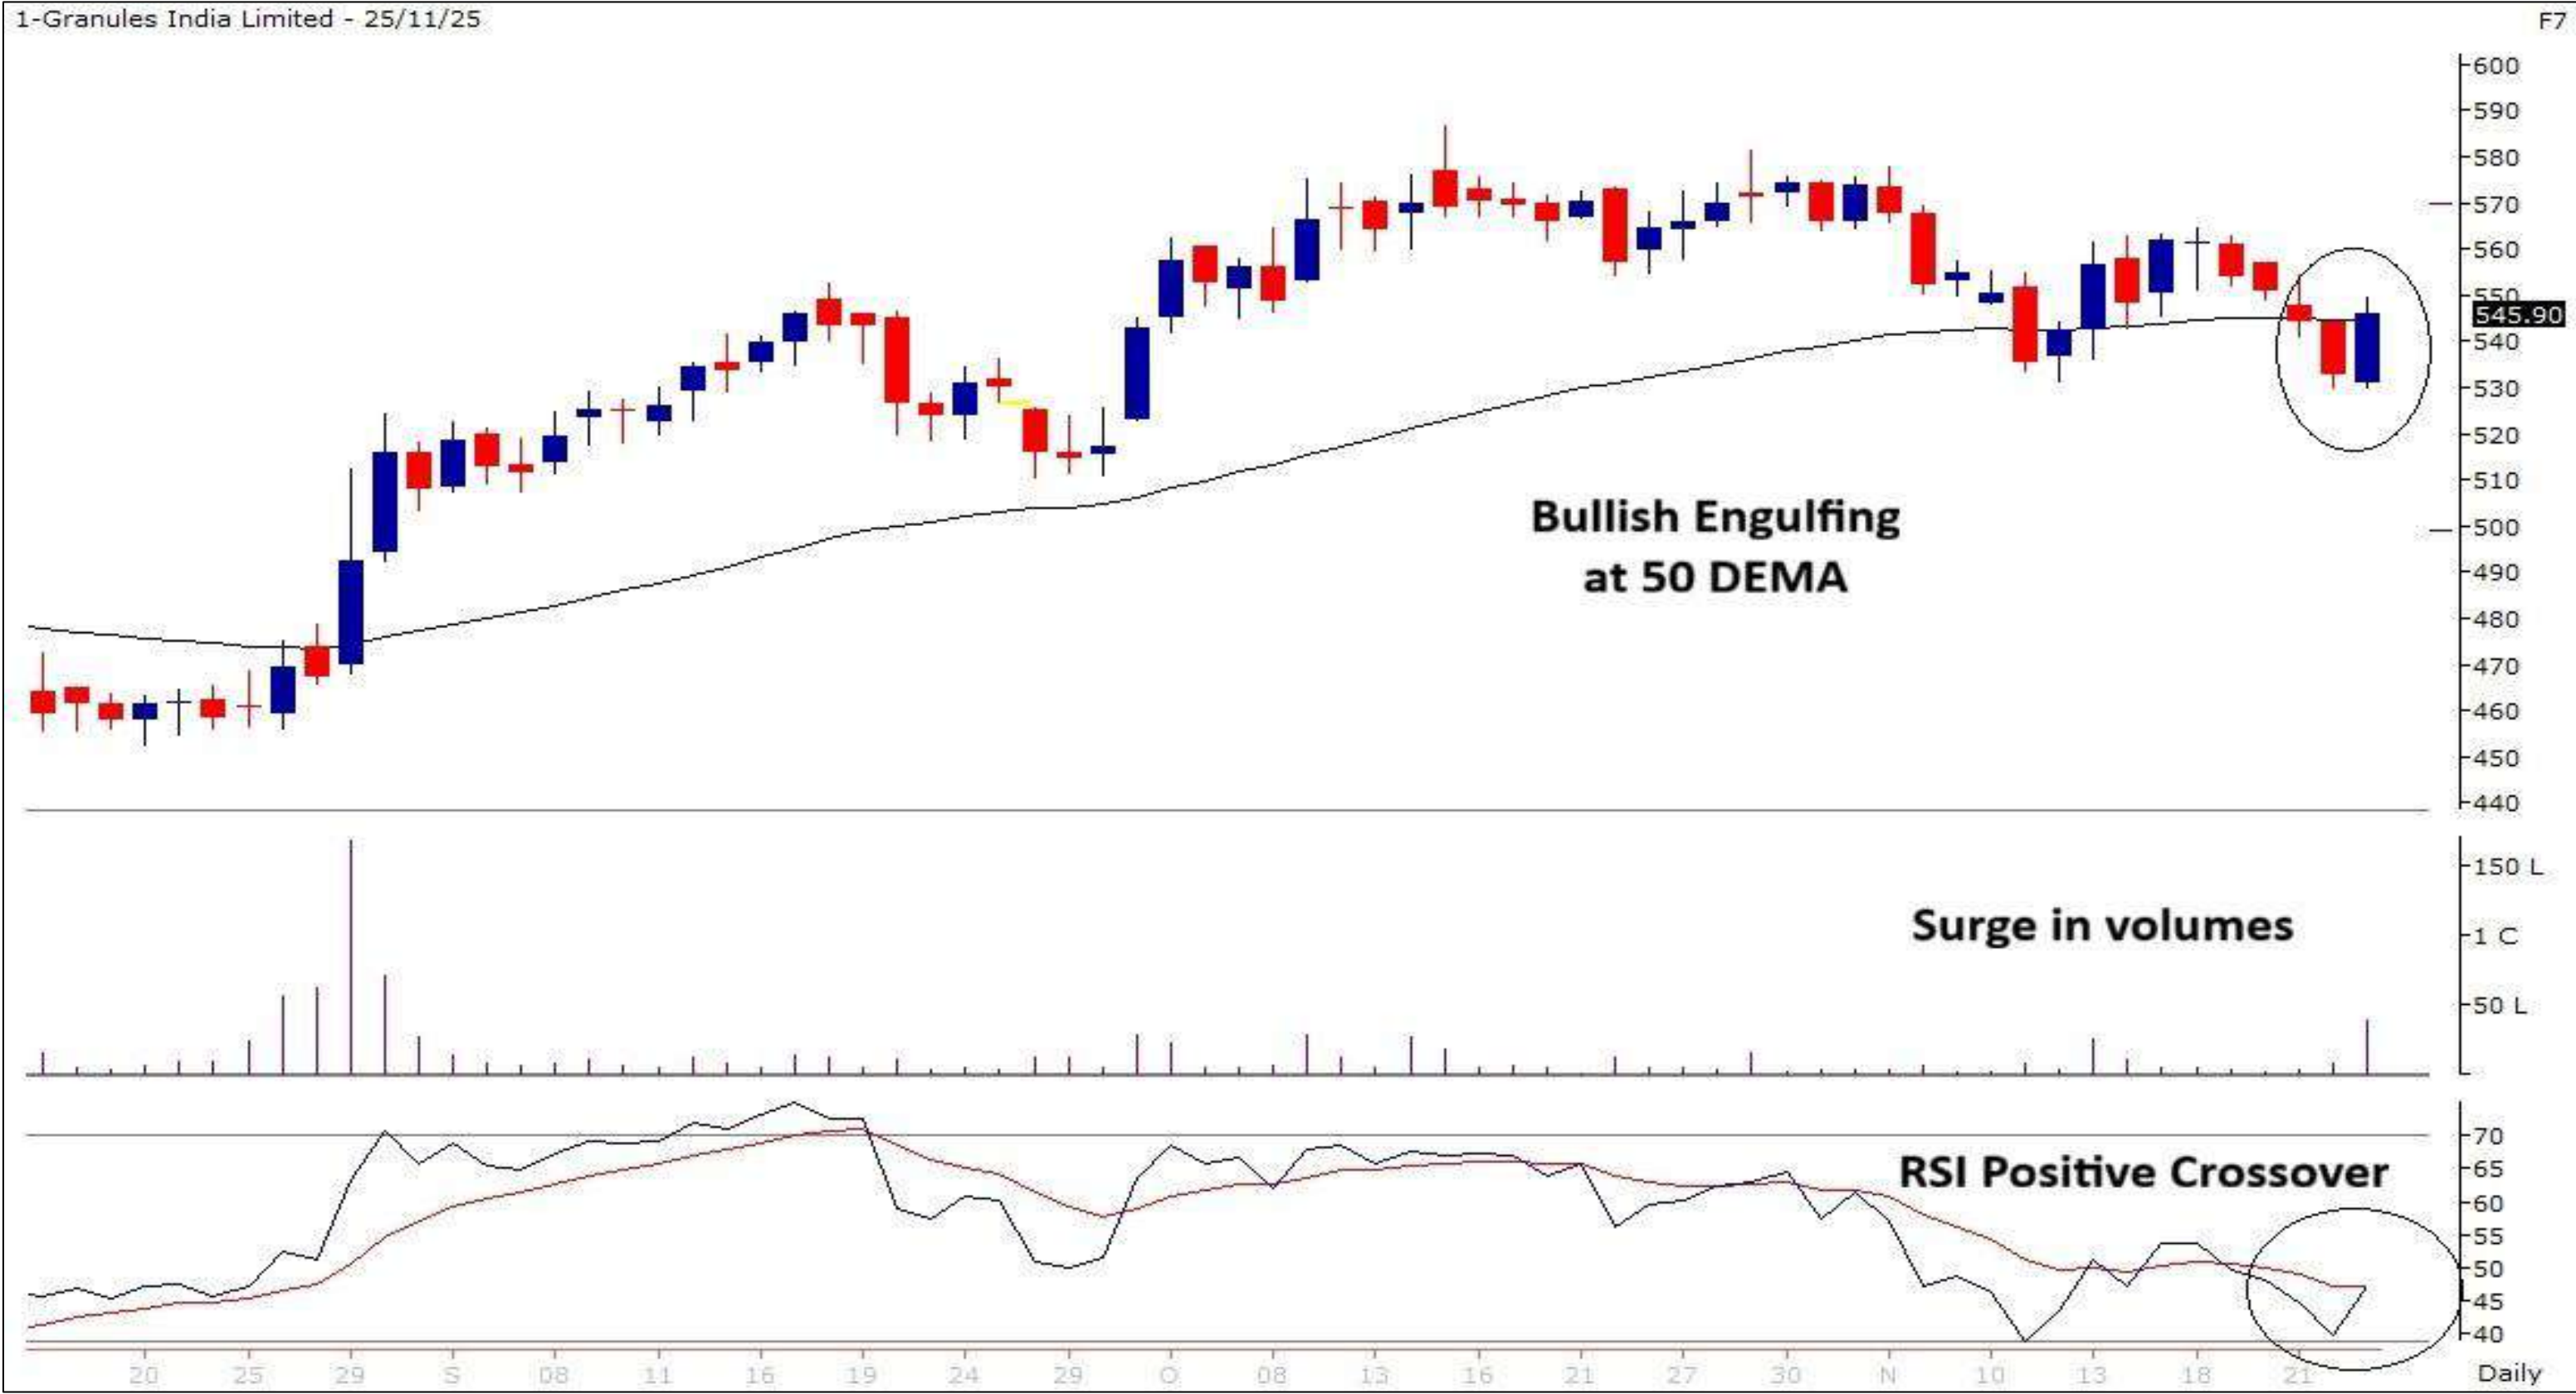 1-Granules India Limited - 25/11/25
F7
600
590
580
570
560
550
545.90
540
530
520
510
500
490
480
470
460
450
440
Bullish Engulfing
at 50 DEMA
150 L
1 C
50 L
Surge in volumes
70
65
60
55
50
45
40
RSI Positive Crossover
20 25 29 S 08 11 16 19 24 29 O 08 13 16 21 27 30 N 10 13 18 21 Daily